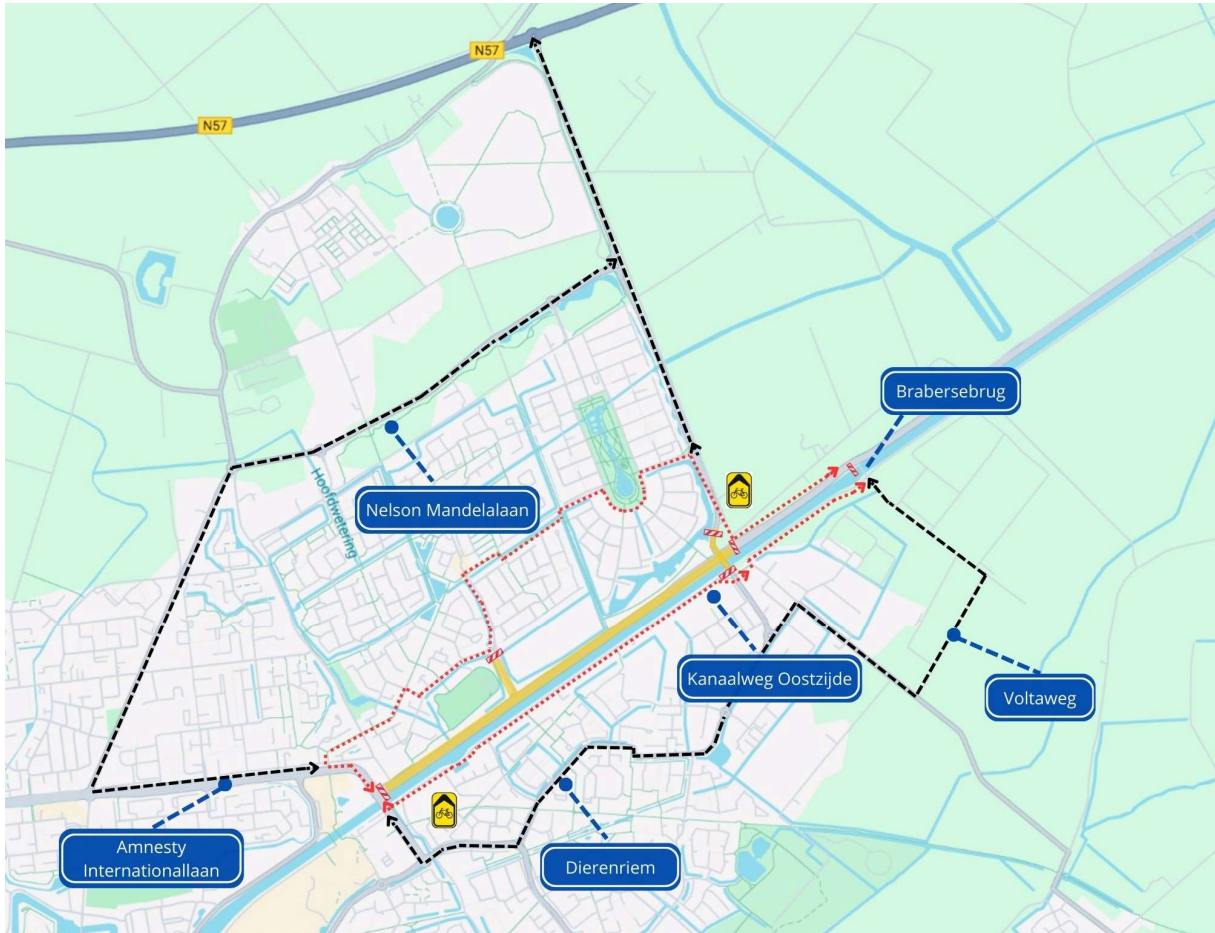 N57
N57
Brabersebrug
Hoofdwetering
Nelson Mandelalaan
Kanaalweg Oostzijde
Voltaweg
Amnesty
Internationallaan
Dierenriem